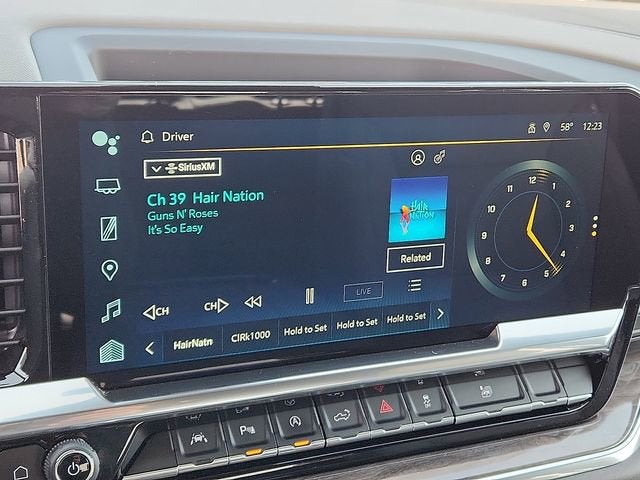 Driver
58° 12:23
SiriusXM
Ch 39 Hair Nation
Guns N' Roses
It's So Easy
HAIR
NATION
Related
12
1
2
3
4
5
6
7
8
9
10
11
CH
CH
LIVE
HairNatn
CIRk1000
Hold to Set
Hold to Set
Hold to Set
P
A